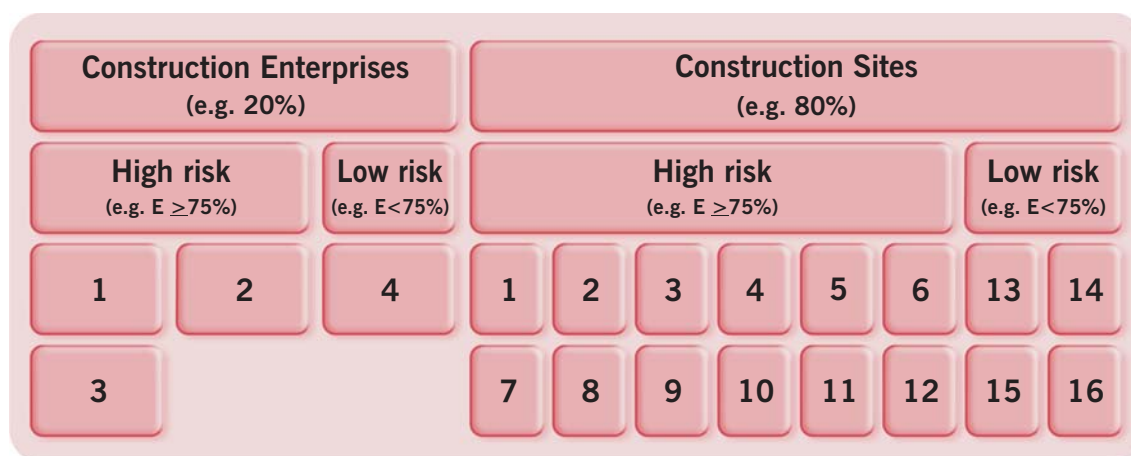 Construction Enterprises
(e.g. 20%)
Construction Sites
(e.g. 80%)
High risk
(e.g. E ≥75%)
Low risk
(e.g. E<75%)
High risk
(e.g. E ≥75%)
Low risk
(e.g. E<75%)
1 2 4 1 2 3 4 5 6 13 14
3 7 8 9 10 11 12 15 16